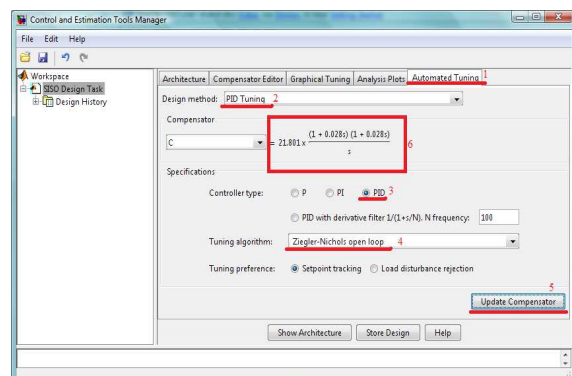 Control and Estimation Tools Manager
File Edit Help
Workspace
SISO Design Task
Design History
Architecture Compensator Editor Graphical Tuning Analysis Plots Automated Tuning 1
Design method: PID Tuning 2
Compensator
C = 21.801 x (1 + 0.028s) (1 + 0.028s)
s
6
Specifications
Controller type: P PI PID 3
PID with derivative filter 1/(1+s/N). N frequency: 100
Tuning algorithm: Ziegler-Nichols open loop 4
Tuning preference: Setpoint tracking Load disturbance rejection
5
Update Compensator
Show Architecture Store Design Help